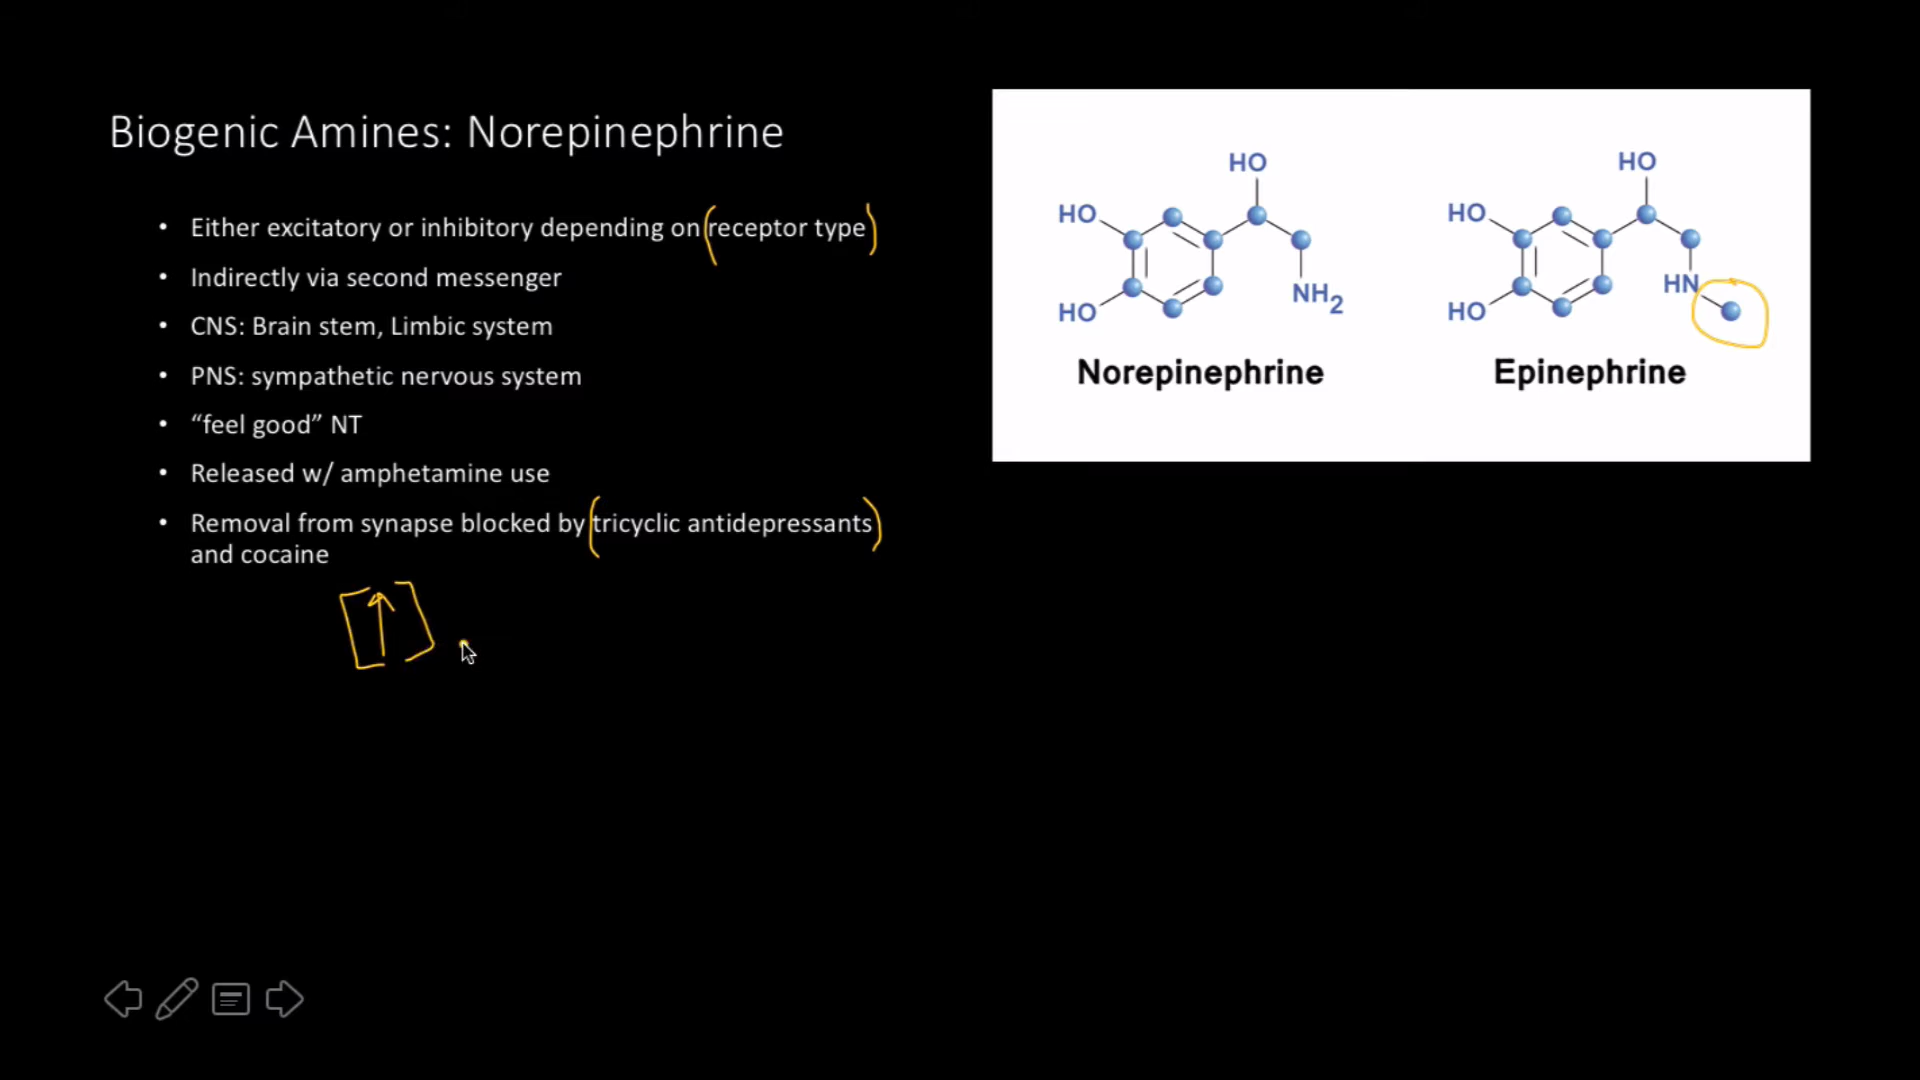 Biogenic Amines: Norepinephrine
• Either excitatory or inhibitory depending on (receptor type)
• Indirectly via second messenger
• CNS: Brain stem, Limbic system
• PNS: sympathetic nervous system
• “feel good” NT
• Released w/ amphetamine use
• Removal from synapse blocked by (tricyclic antidepressants)
and cocaine
[↑]
HO
HO
HO
NH2
Norepinephrine
HO
HO
HO
HN
Epinephrine